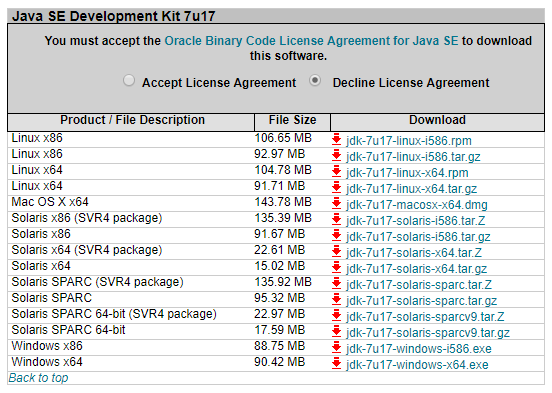 Java SE Development Kit 7u17
You must accept the Oracle Binary Code License Agreement for Java SE to download
this software.
Accept License Agreement Decline License Agreement
Product / File Description File Size Download
Linux x86 106.65 MB jdk-7u17-linux-i586.rpm
Linux x86 92.97 MB jdk-7u17-linux-i586.tar.gz
Linux x64 104.78 MB jdk-7u17-linux-x64.rpm
Linux x64 91.71 MB jdk-7u17-linux-x64.tar.gz
Mac OS X x64 143.78 MB jdk-7u17-macosx-x64.dmg
Solaris x86 (SVR4 package) 135.39 MB jdk-7u17-solaris-i586.tar.Z
Solaris x86 91.67 MB jdk-7u17-solaris-i586.tar.gz
Solaris x64 (SVR4 package) 22.61 MB jdk-7u17-solaris-x64.tar.Z
Solaris x64 15.02 MB jdk-7u17-solaris-x64.tar.gz
Solaris SPARC (SVR4 package) 135.92 MB jdk-7u17-solaris-sparc.tar.Z
Solaris SPARC 95.32 MB jdk-7u17-solaris-sparc.tar.gz
Solaris SPARC 64-bit (SVR4 package) 22.97 MB jdk-7u17-solaris-sparcv9.tar.Z
Solaris SPARC 64-bit 17.59 MB jdk-7u17-solaris-sparcv9.tar.gz
Windows x86 88.75 MB jdk-7u17-windows-i586.exe
Windows x64 90.42 MB jdk-7u17-windows-x64.exe
Back to top